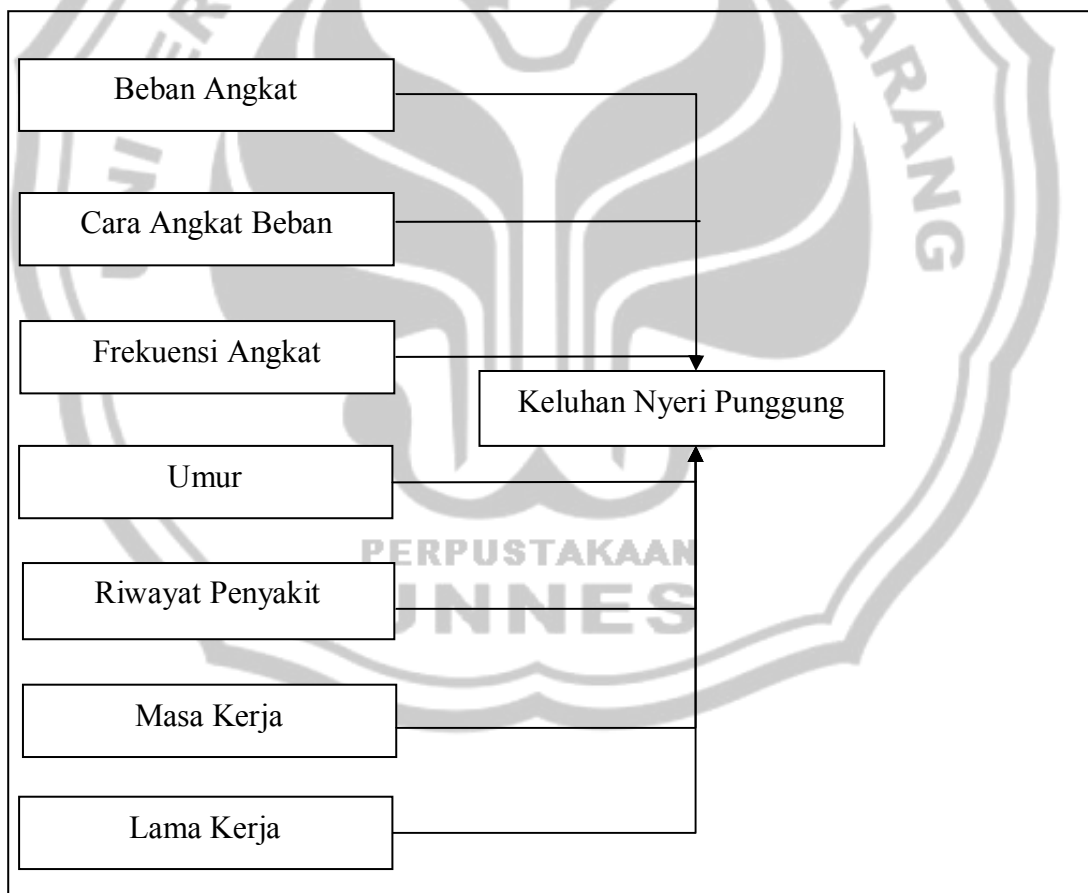 Beban Angkat
Cara Angkat Beban
Frekuensi Angkat
Keluhan Nyeri Punggung
Umur
Riwayat Penyakit
Masa Kerja
Lama Kerja
PERPUSTAKAAN
UNNES